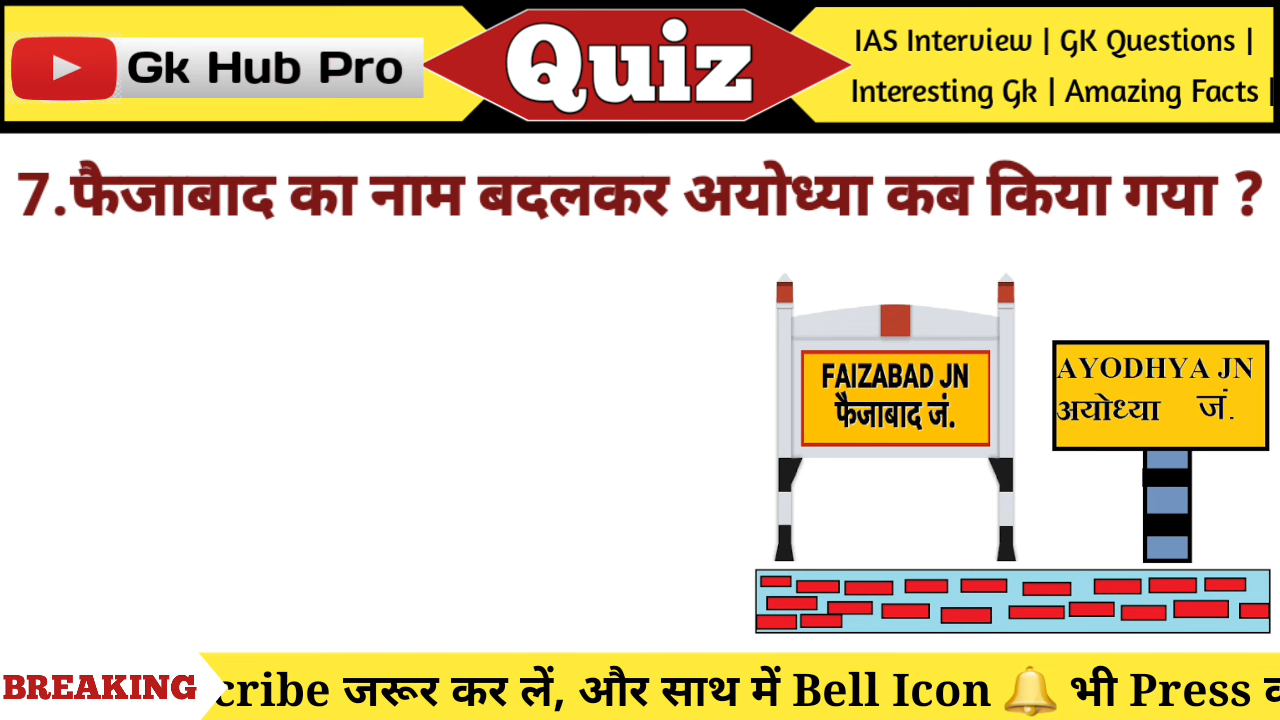 Gk Hub Pro
Quiz
IAS Interview | GK Questions |
Interesting Gk | Amazing Facts |
7.फैजाबाद का नाम बदलकर अयोध्या कब किया गया ?
FAIZABAD JN
फैजाबाद जं.
AYODHYA JN
अयोध्या जं.
BREAKING
cribe जरूर कर लें, और साथ में Bell Icon 🔔 भी Press